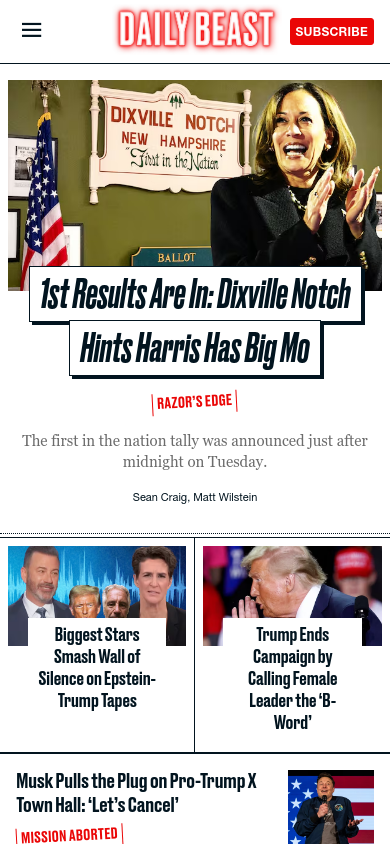 DAILY BEAST
SUBSCRIBE
DIXVILLE NOTCH
NEW HAMPSHIRE
"First in the Nation"
BALLOT
1st Results Are In: Dixville Notch
Hints Harris Has Big Mo
RAZOR'S EDGE
The first in the nation tally was announced just after
midnight on Tuesday.
Sean Craig, Matt Wilstein
Biggest Stars
Smash Wall of
Silence on Epstein-
Trump Tapes
Trump Ends
Campaign by
Calling Female
Leader the ‘B-
Word’
Musk Pulls the Plug on Pro-Trump X
Town Hall: ‘Let’s Cancel’
MISSION ABORTED